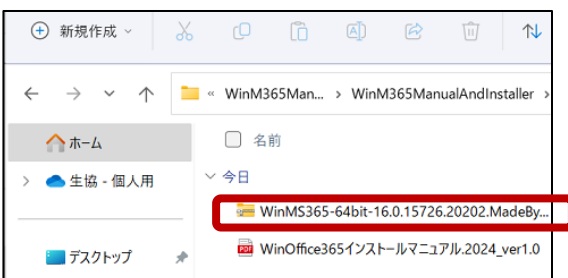 新規作成
« WinM365Man... › WinM365ManualAndInstaller ›
ホーム
名前
生協 - 個人用
今日
WinMS365-64bit-16.0.15726.20202.MadeBy...
デスクトップ
WinOffice365インストールマニュアル.2024_ver1.0